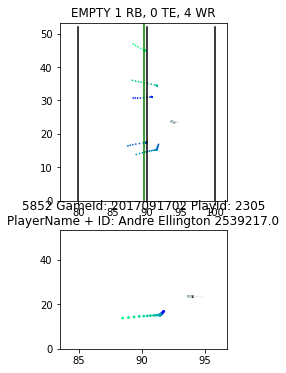 EMPTY 1 RB, 0 TE, 4 WR
50
40
30
20
10
0
80 85 90 95 100
5852 GameId: 2017091702 PlayId: 2305
PlayerName + ID: Andre Ellington 2539217.0
40
20
0
85 90 95